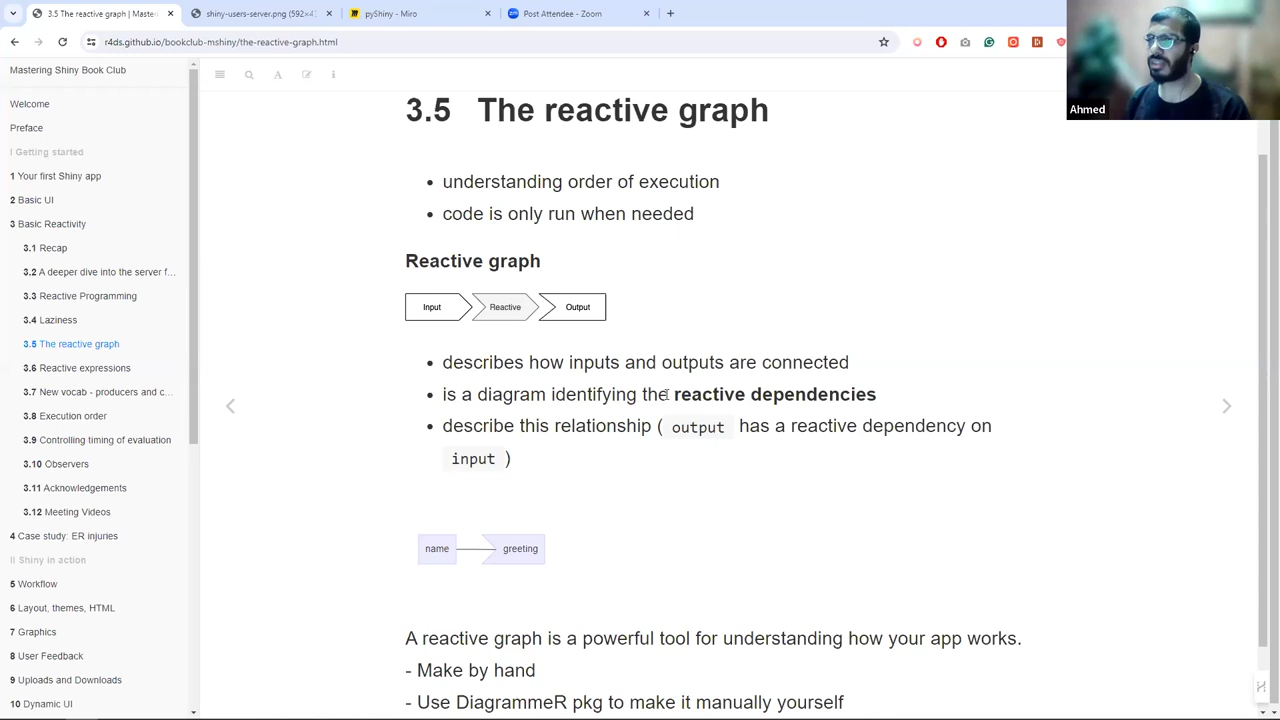 3.5 The reactive graph | Master
shiny-users-server.png (592×43
pyShiny - Miro
Post Attendee - Zoom
r4ds.github.io/bookclub-mshiny/the-reactive-graph.html
Ahmed
Mastering Shiny Book Club
Welcome
Preface
I Getting started
1 Your first Shiny app
2 Basic UI
3 Basic Reactivity
3.1 Recap
3.2 A deeper dive into the server f…
3.3 Reactive Programming
3.4 Laziness
3.5 The reactive graph
3.6 Reactive expressions
3.7 New vocab - producers and c…
3.8 Execution order
3.9 Controlling timing of evaluation
3.10 Observers
3.11 Acknowledgements
3.12 Meeting Videos
4 Case study: ER injuries
II Shiny in action
5 Workflow
6 Layout, themes, HTML
7 Graphics
8 User Feedback
9 Uploads and Downloads
10 Dynamic UI
3.5 The reactive graph
• understanding order of execution
• code is only run when needed
Reactive graph
Input Reactive Output
• describes how inputs and outputs are connected
• is a diagram identifying the reactive dependencies
• describe this relationship ( output has a reactive dependency on
input )
name greeting
A reactive graph is a powerful tool for understanding how your app works.
- Make by hand
- Use DiagrammeR pkg to make it manually yourself